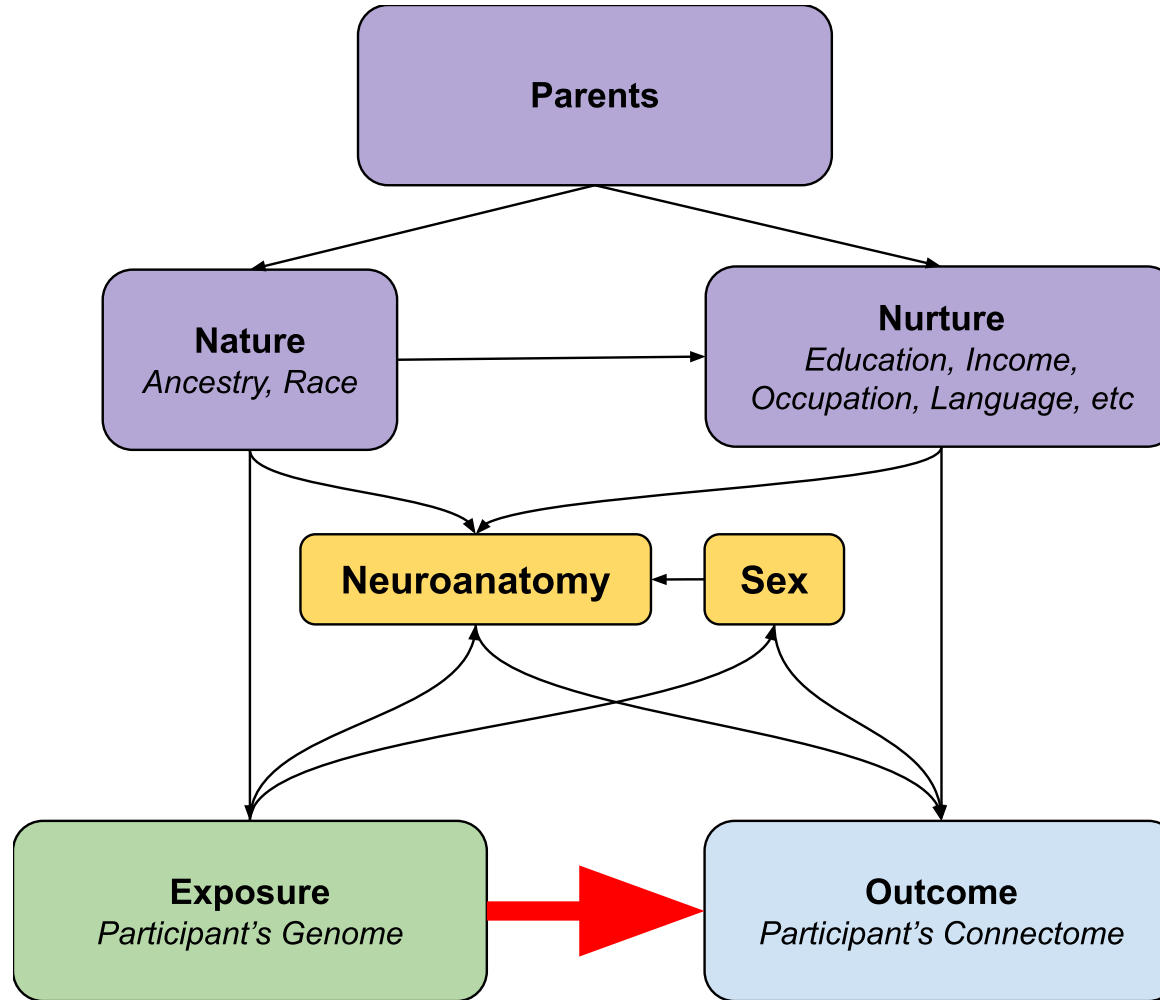 Parents
Nature
Ancestry, Race
Nurture
Education, Income,
Occupation, Language, etc
Neuroanatomy
Sex
Exposure
Participant's Genome
Outcome
Participant's Connectome